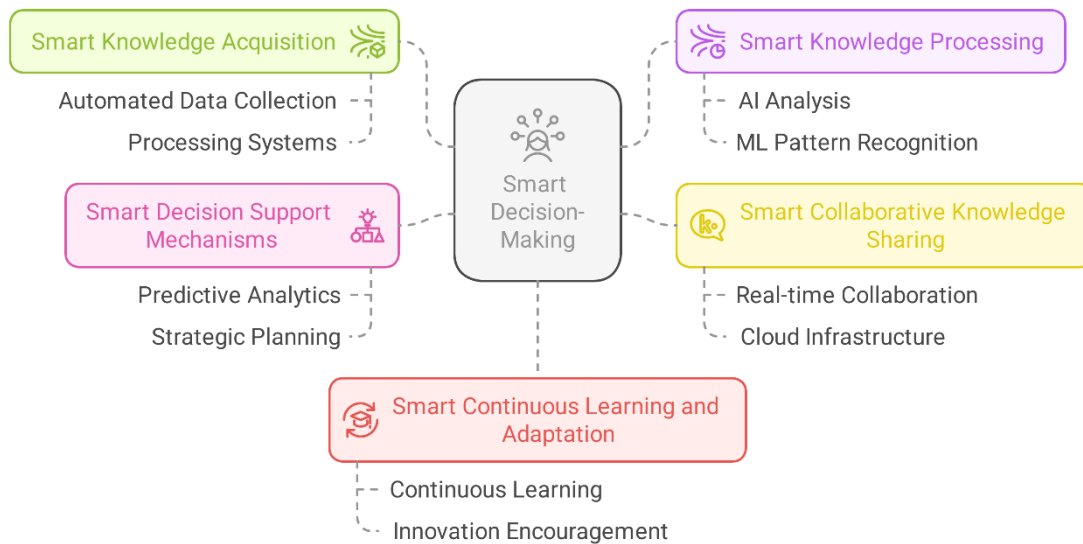 Smart Knowledge Acquisition
Automated Data Collection
Processing Systems
Smart Knowledge Processing
AI Analysis
ML Pattern Recognition
Smart
Decision-
Making
Smart Decision Support
Mechanisms
Predictive Analytics
Strategic Planning
Smart Collaborative Knowledge
Sharing
Real-time Collaboration
Cloud Infrastructure
Smart Continuous Learning and
Adaptation
Continuous Learning
Innovation Encouragement